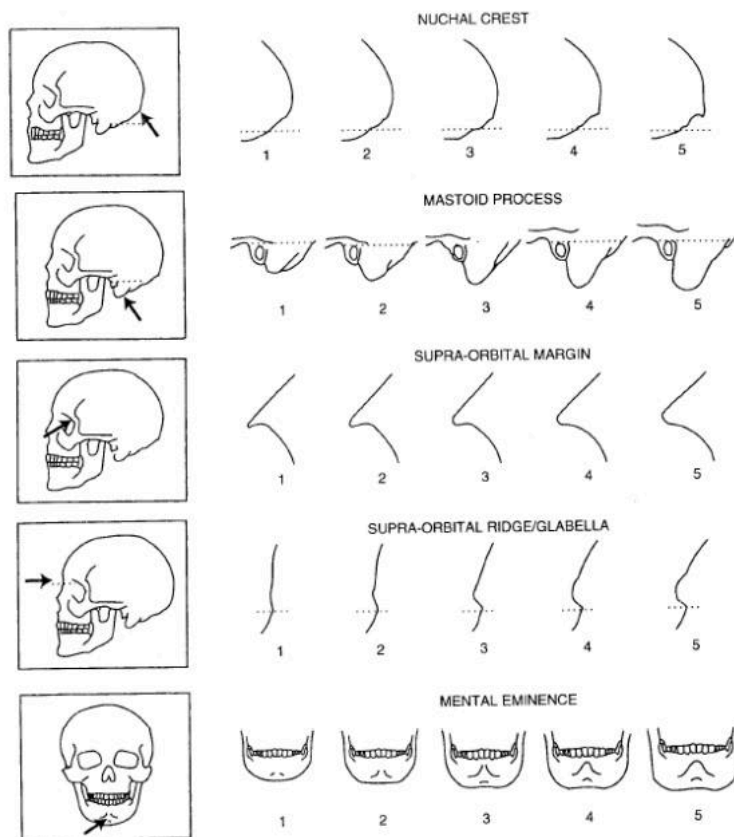 NUCHAL CREST
1 2 3 4 5
MASTOID PROCESS
1 2 3 4 5
SUPRA-ORBITAL MARGIN
1 2 3 4 5
SUPRA-ORBITAL RIDGE/GLABELLA
1 2 3 4 5
MENTAL EMINENCE
1 2 3 4 5